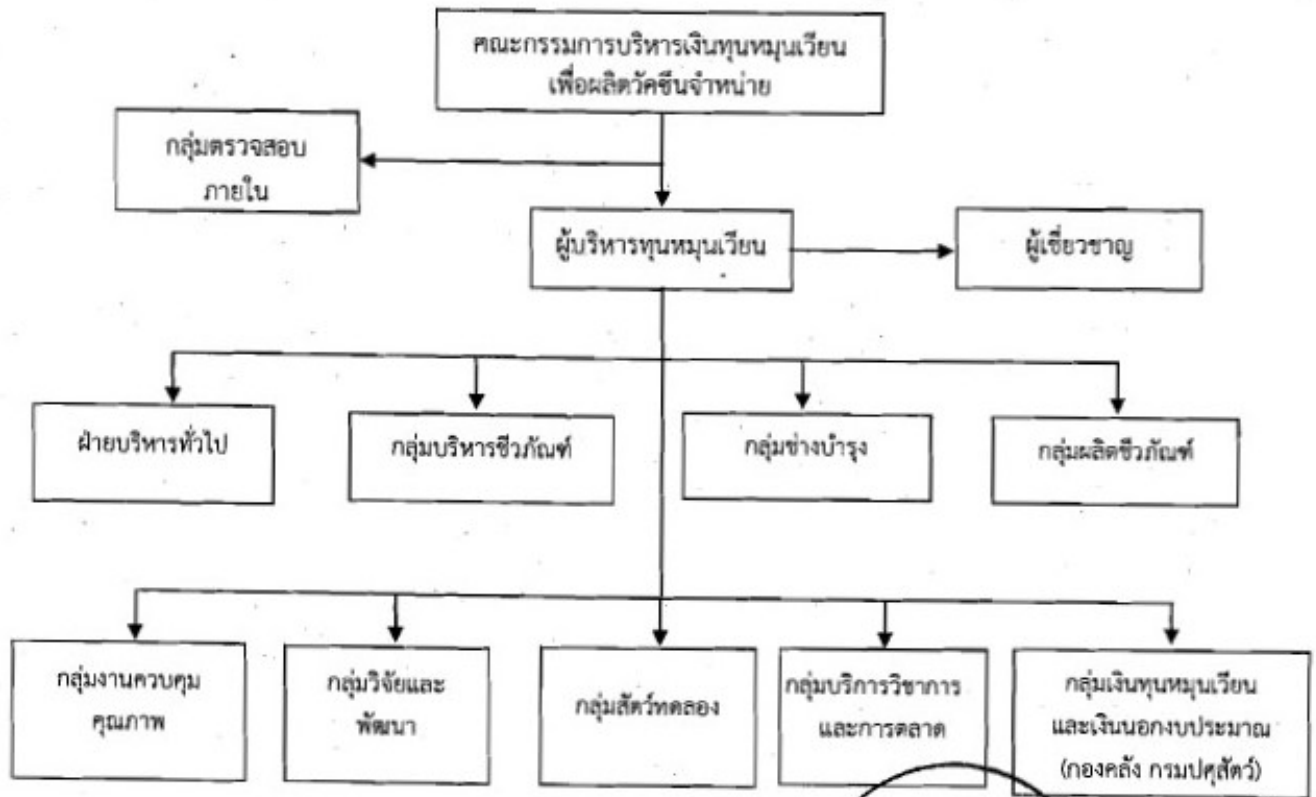 คณะกรรมการบริหารเงินทุนหมุนเวียน
เพื่อผลิตวัคซีนจำหน่าย
กลุ่มตรวจสอบ
ภายใน
ผู้บริหารทุนหมุนเวียน
ผู้เชี่ยวชาญ
ฝ่ายบริหารทั่วไป
กลุ่มบริหารชีวภัณฑ์
กลุ่มช่างบำรุง
กลุ่มผลิตชีวภัณฑ์
กลุ่มงานควบคุม
คุณภาพ
กลุ่มวิจัยและ
พัฒนา
กลุ่มสัตว์ทดลอง
กลุ่มบริการวิชาการ
และการตลาด
กลุ่มเงินทุนหมุนเวียน
และเงินนอกงบประมาณ
(กองคลัง กรมปศุสัตว์)